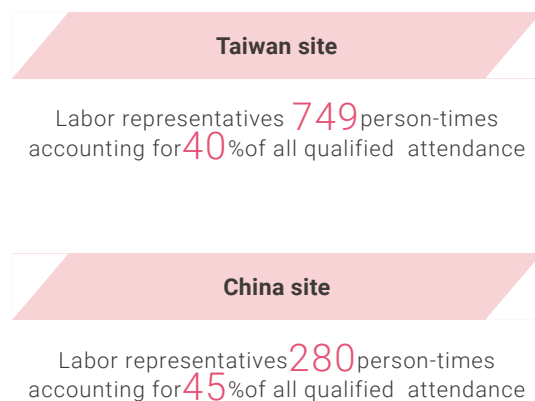 Taiwan site
Labor representatives 749 person-times
accounting for 40 %of all qualified attendance
China site
Labor representatives 280 person-times
accounting for 45 %of all qualified attendance